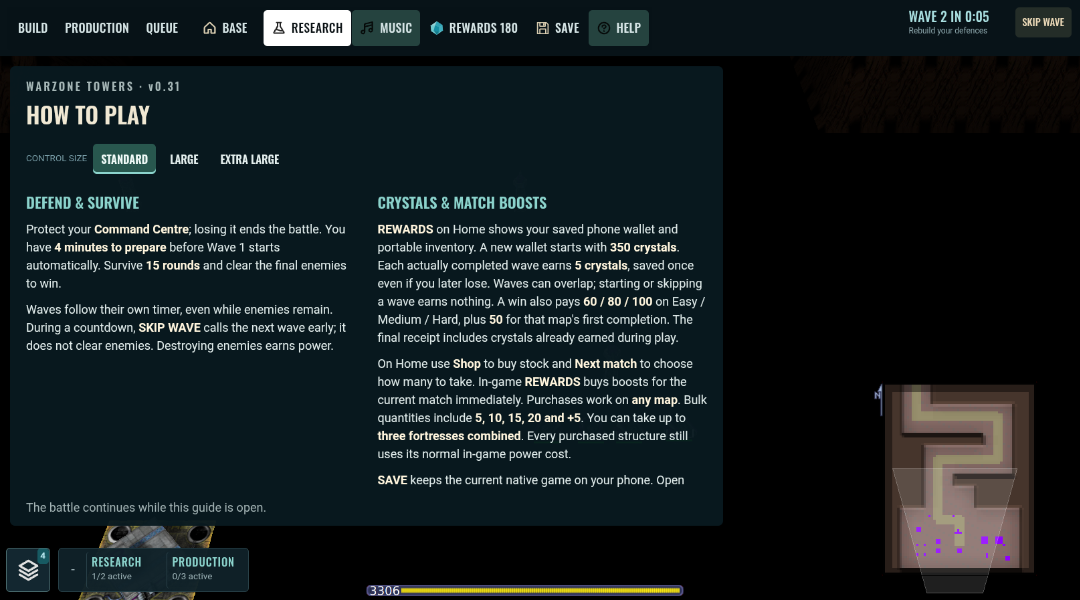 BUILD PRODUCTION QUEUE BASE RESEARCH MUSIC REWARDS 180 SAVE HELP
WAVE 2 IN 0:05
Rebuild your defences
SKIP WAVE
WARZONE TOWERS · v0.31
HOW TO PLAY
CONTROL SIZE STANDARD LARGE EXTRA LARGE
DEFEND & SURVIVE
Protect your Command Centre; losing it ends the battle. You
have 4 minutes to prepare before Wave 1 starts
automatically. Survive 15 rounds and clear the final enemies
to win.
Waves follow their own timer, even while enemies remain.
During a countdown, SKIP WAVE calls the next wave early; it
does not clear enemies. Destroying enemies earns power.
CRYSTALS & MATCH BOOSTS
REWARDS on Home shows your saved phone wallet and
portable inventory. A new wallet starts with 350 crystals.
Each actually completed wave earns 5 crystals, saved once
even if you later lose. Waves can overlap; starting or skipping
a wave earns nothing. A win also pays 60 / 80 / 100 on Easy /
Medium / Hard, plus 50 for that map's first completion. The
final receipt includes crystals already earned during play.
On Home use Shop to buy stock and Next match to choose
how many to take. In-game REWARDS buys boosts for the
current match immediately. Purchases work on any map. Bulk
quantities include 5, 10, 15, 20 and +5. You can take up to
three fortresses combined. Every purchased structure still
uses its normal in-game power cost.
SAVE keeps the current native game on your phone. Open
The battle continues while this guide is open.
N
4
- RESEARCH PRODUCTION
1/2 active 0/3 active
3306